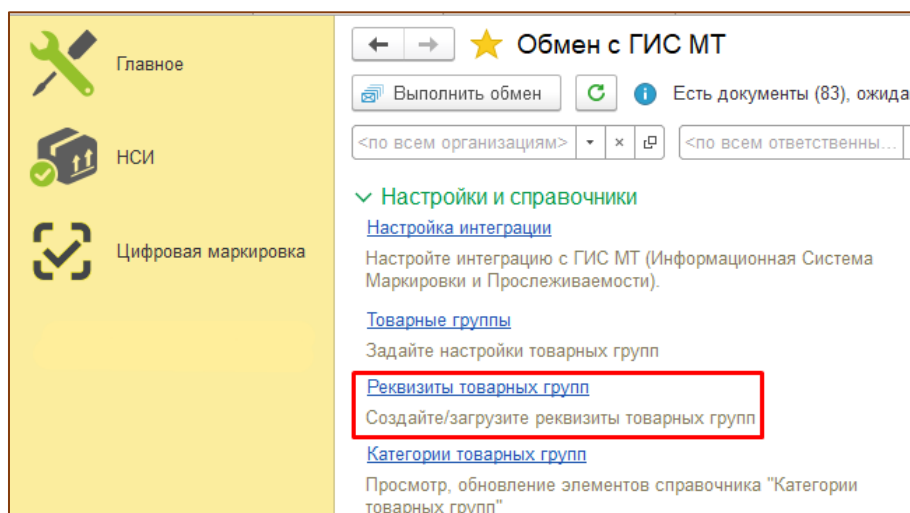 Главное
НСИ
Цифровая маркировка
Обмен с ГИС МТ
Выполнить обмен
Есть документы (83), ожида
<по всем организациям>
<по всем ответственны...
Настройки и справочники
Настройка интеграции
Настройте интеграцию с ГИС МТ (Информационная Система
Маркировки и Прослеживаемости).
Товарные группы
Задайте настройки товарных групп
Реквизиты товарных групп
Создайте/загрузите реквизиты товарных групп
Категории товарных групп
Просмотр, обновление элементов справочника "Категории
товарных групп"